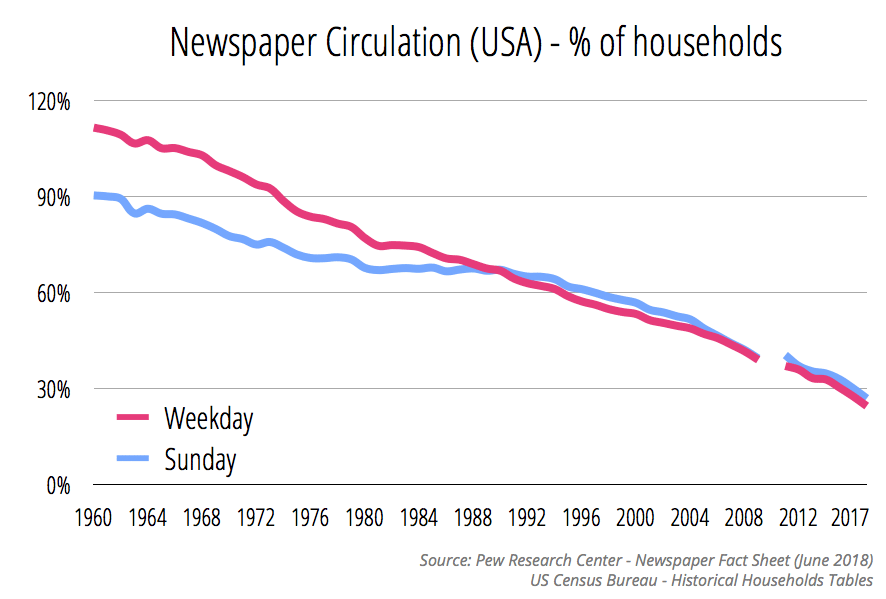 Newspaper Circulation (USA) - % of households
120%
90%
60%
30%
0%
Weekday
Sunday
1960 1964 1968 1972 1976 1980 1984 1988 1992 1996 2000 2004 2008 2012 2017
Source: Pew Research Center - Newspaper Fact Sheet (June 2018)
US Census Bureau - Historical Households Tables